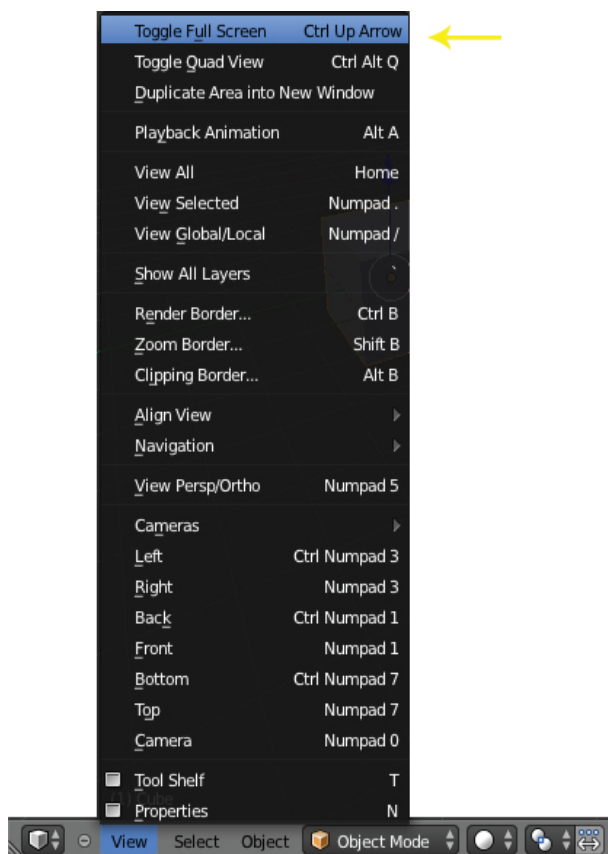 Toggle Full Screen Ctrl Up Arrow
Toggle Quad View Ctrl Alt Q
Duplicate Area into New Window
Playback Animation Alt A
View All Home
View Selected Numpad .
View Global/Local Numpad /
Show All Layers `
Render Border... Ctrl B
Zoom Border... Shift B
Clipping Border... Alt B
Align View
Navigation
View Persp/Ortho Numpad 5
Cameras
Left Ctrl Numpad 3
Right Numpad 3
Back Ctrl Numpad 1
Front Numpad 1
Bottom Ctrl Numpad 7
Top Numpad 7
Camera Numpad 0
Tool Shelf T
(1) Cube
Properties N
View Select Object Object Mode